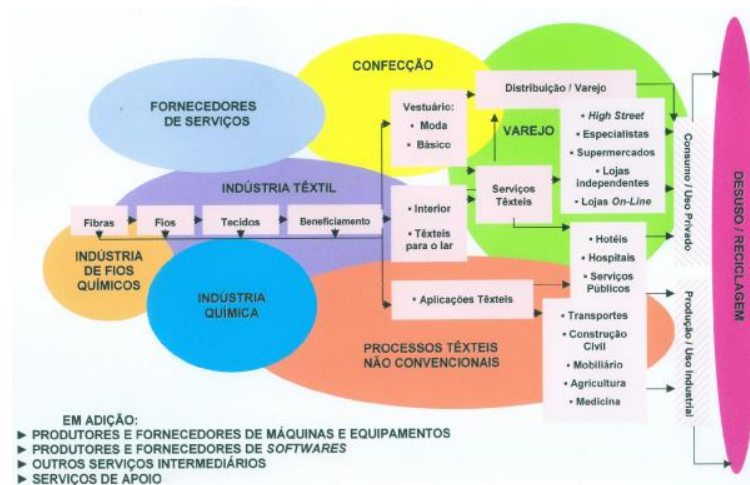 CONFECÇÃO
FORNECEDORES
DE SERVIÇOS
Vestuário:
• Moda
• Básico
Distribuição / Varejo
VAREJO
• High Street
• Especialistas
• Supermercados
• Lojas
independentes
• Lojas On-Line
INDÚSTRIA TÊXTIL
Serviços
Têxteis
Fibras
Fios
Tecidos
Beneficiamento
• Interior
• Têxteis
para o lar
INDÚSTRIA
DE FIOS
QUÍMICOS
INDÚSTRIA
QUÍMICA
• Aplicações Têxteis
• Hotéis
• Hospitais
• Serviços
Públicos
PROCESSOS TÊXTEIS
NÃO CONVENCIONAIS
• Transportes
• Construção
Civil
• Mobiliário
• Agricultura
• Medicina
Consumo / Uso Privado
Produção / Uso Industrial
DESUSO / RECICLAGEM
EM ADIÇÃO:
► PRODUTORES E FORNECEDORES DE MÁQUINAS E EQUIPAMENTOS
► PRODUTORES E FORNECEDORES DE SOFTWARES
► OUTROS SERVIÇOS INTERMEDIÁRIOS
► SERVIÇOS DE APOIO